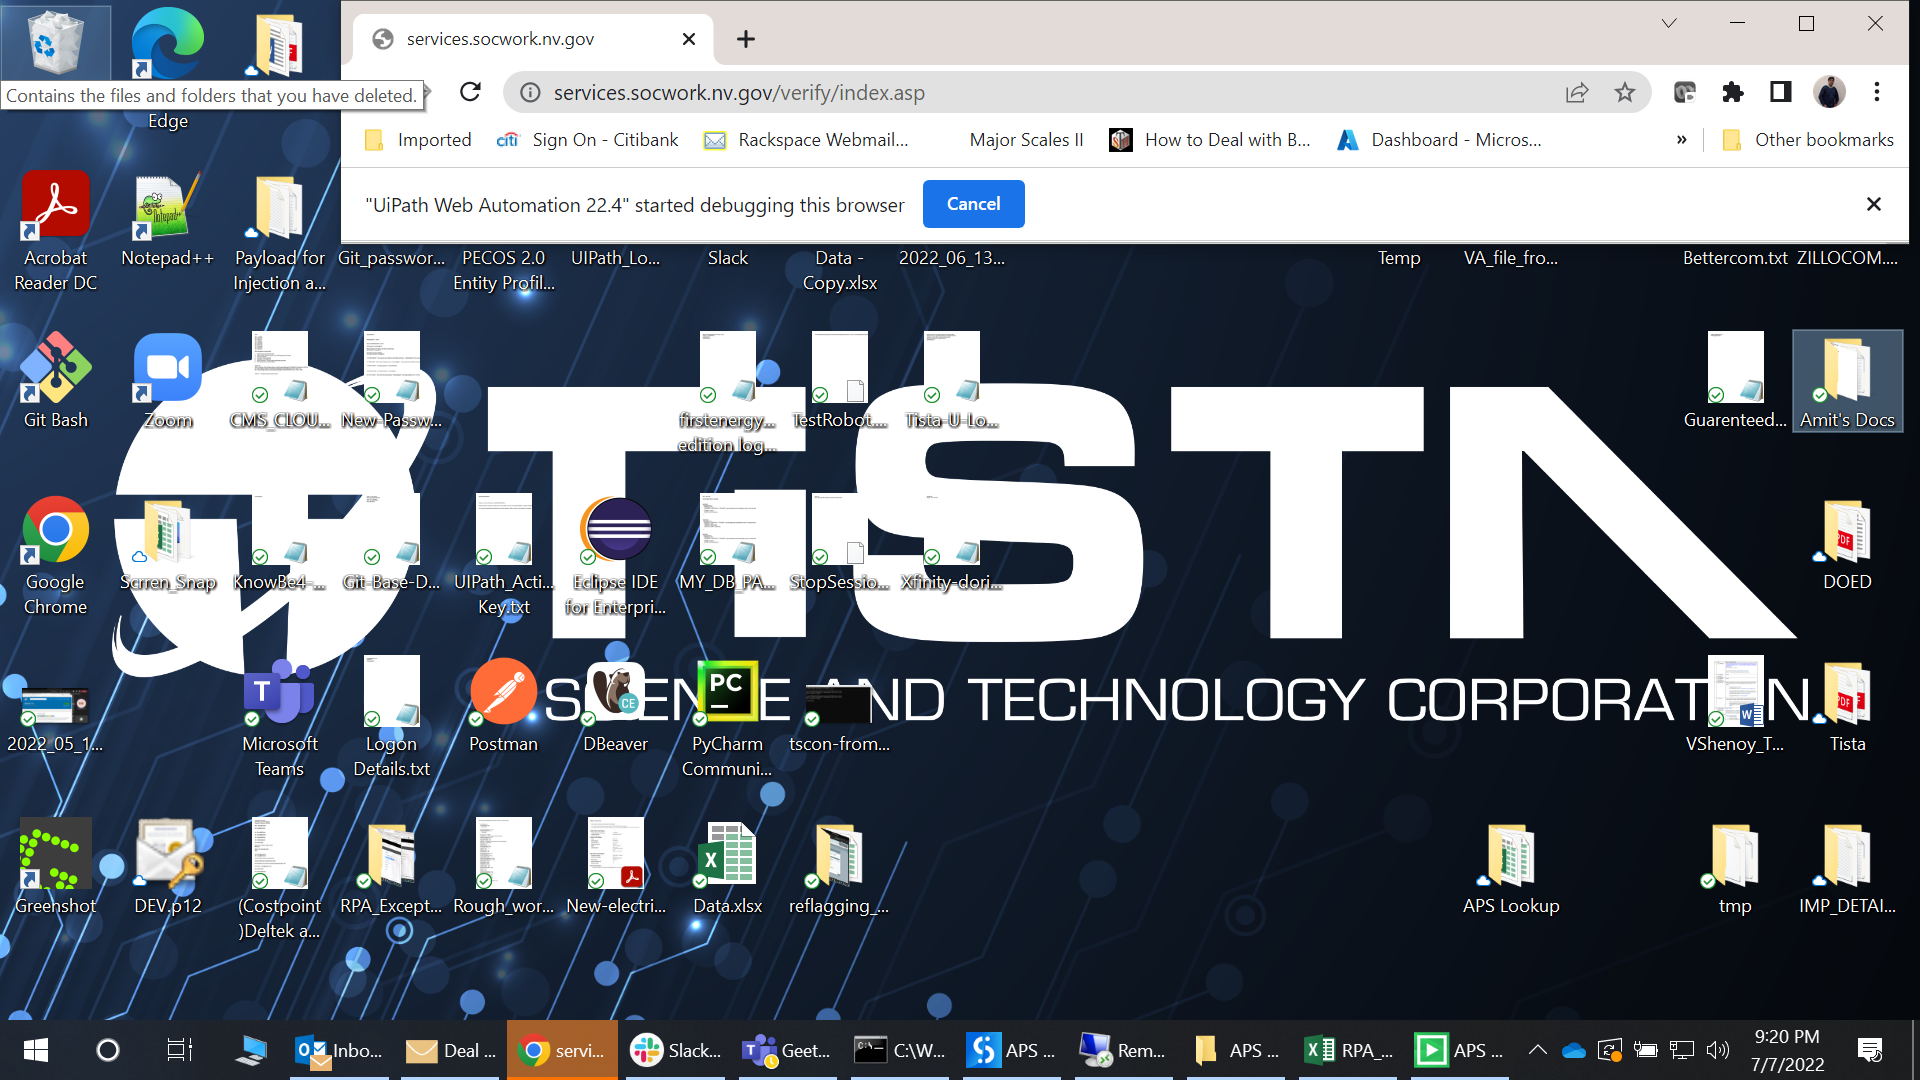 services.socwork.nv.gov
Contains the files and folders that you have deleted.
services.socwork.nv.gov/verify/index.asp
Edge
Imported
Sign On - Citibank
Rackspace Webmail...
Major Scales II
How to Deal with B...
Dashboard - Micros...
»
Other bookmarks
"UiPath Web Automation 22.4" started debugging this browser
Cancel
Acrobat
Reader DC
Notepad++
Payload for
Injection a...
Git_passwor...
PECOS 2.0
Entity Profil...
UIPath_Lo...
Slack
Data -
Copy.xlsx
2022_06_13...
Temp
VA_file_fro...
Bettercom.txt
ZILLOCOM....
Git Bash
Zoom
CMS_CLOU...
New-Passw...
firstenergy...
edition log...
TestRobot....
Tista-U-Lo...
Guarenteed...
Amit's Docs
TiSTA
Google
Chrome
Scrren_Snap
KnowBe4-...
Git-Base-D...
UIPath_Acti...
Key.txt
Eclipse IDE
for Enterpri...
MY_DB_PA...
StopSessio...
Xfinity-dori...
DOED
SCIENCE AND TECHNOLOGY CORPORATION
2022_05_1...
Microsoft
Teams
Logon
Details.txt
Postman
DBeaver
PyCharm
Communi...
tscon-from...
VShenoy_T...
Tista
Greenshot
DEV.p12
(Costpoint
)Deltek a...
RPA_Except...
Rough_wor...
New-electri...
Data.xlsx
reflagging_...
APS Lookup
tmp
IMP_DETAI...
Inbo...
Deal ...
servi...
Slack...
Geet...
C:\W...
APS ...
Rem...
APS ...
RPA_...
APS ...
9:20 PM
7/7/2022